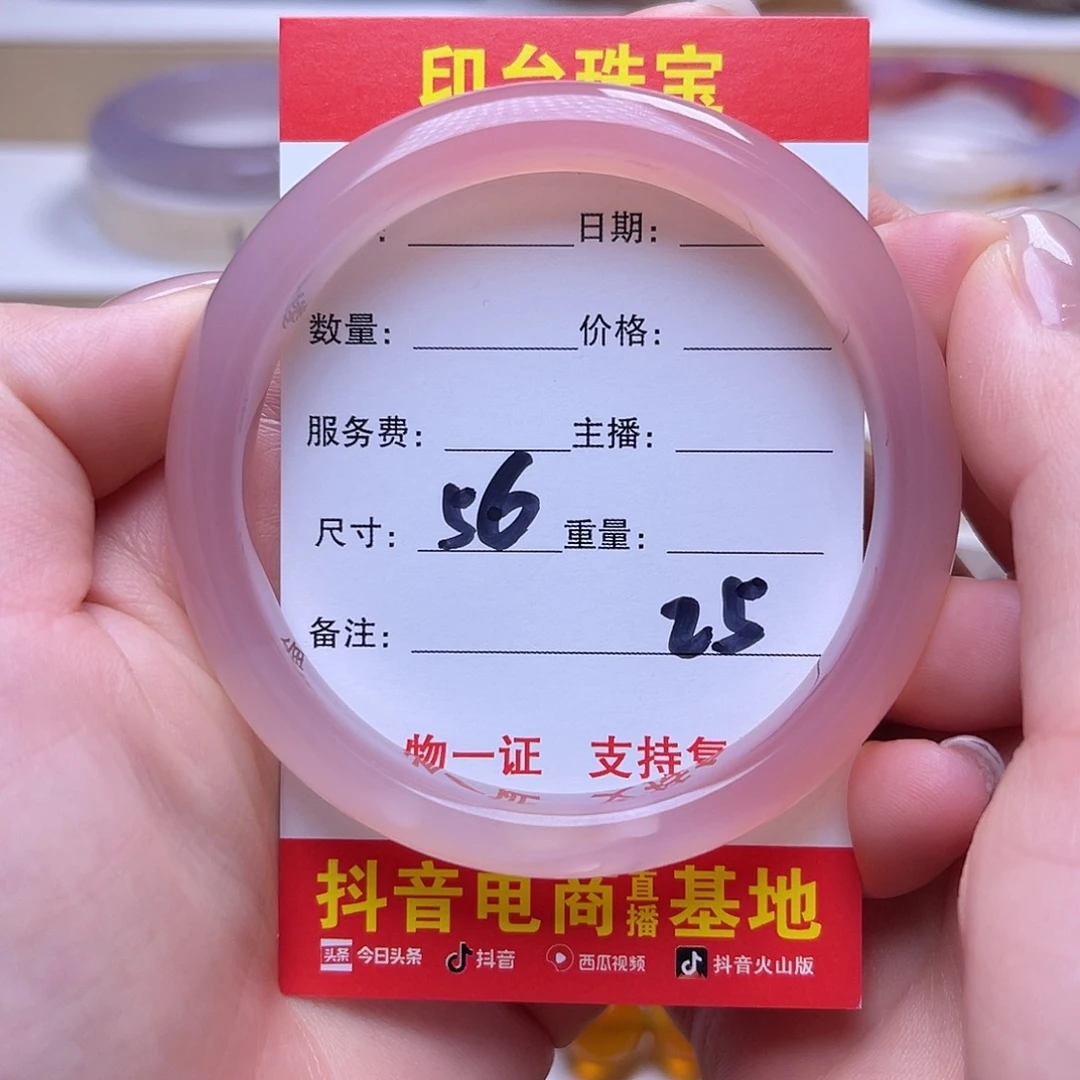 印台珠宝
: 日期:
数量: 价格:
服务费: 主播:
尺寸: 56 重量:
备注: 25
物一证 支持复
抖音电商直播基地
头条 今日头条 抖音 西瓜视频 抖音火山版